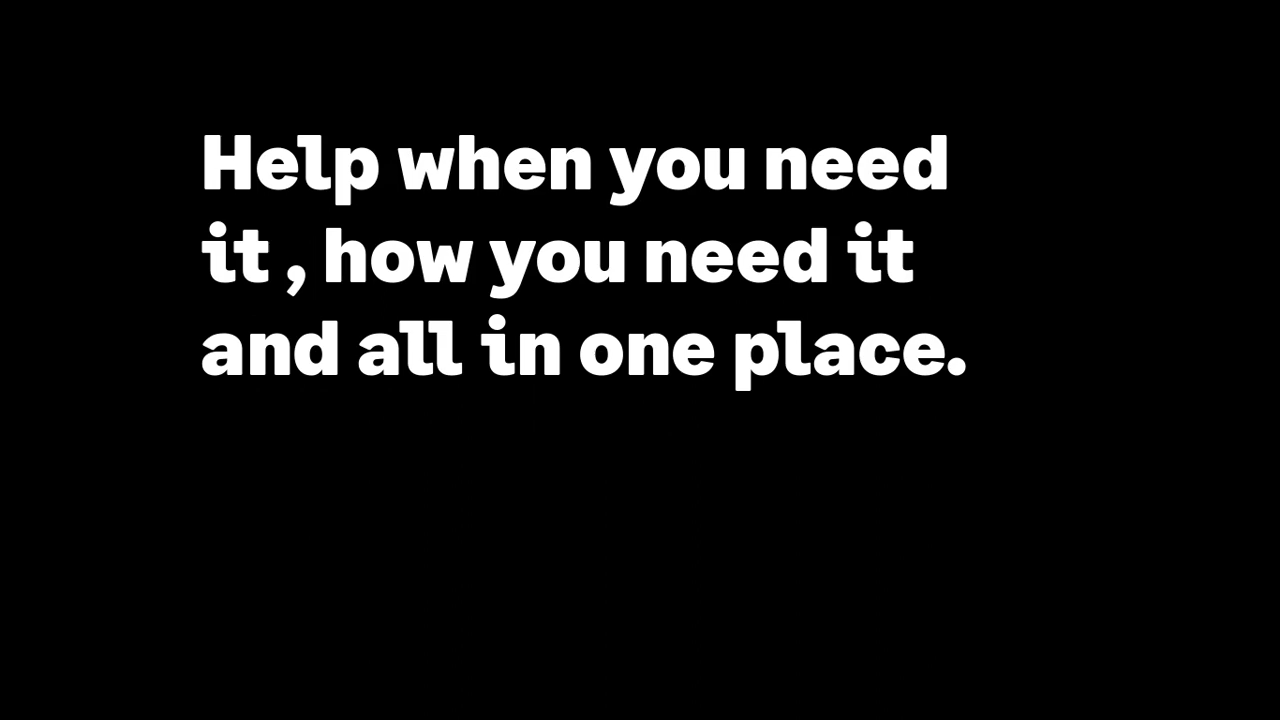 Help when you need
it , how you need it
and all in one place.